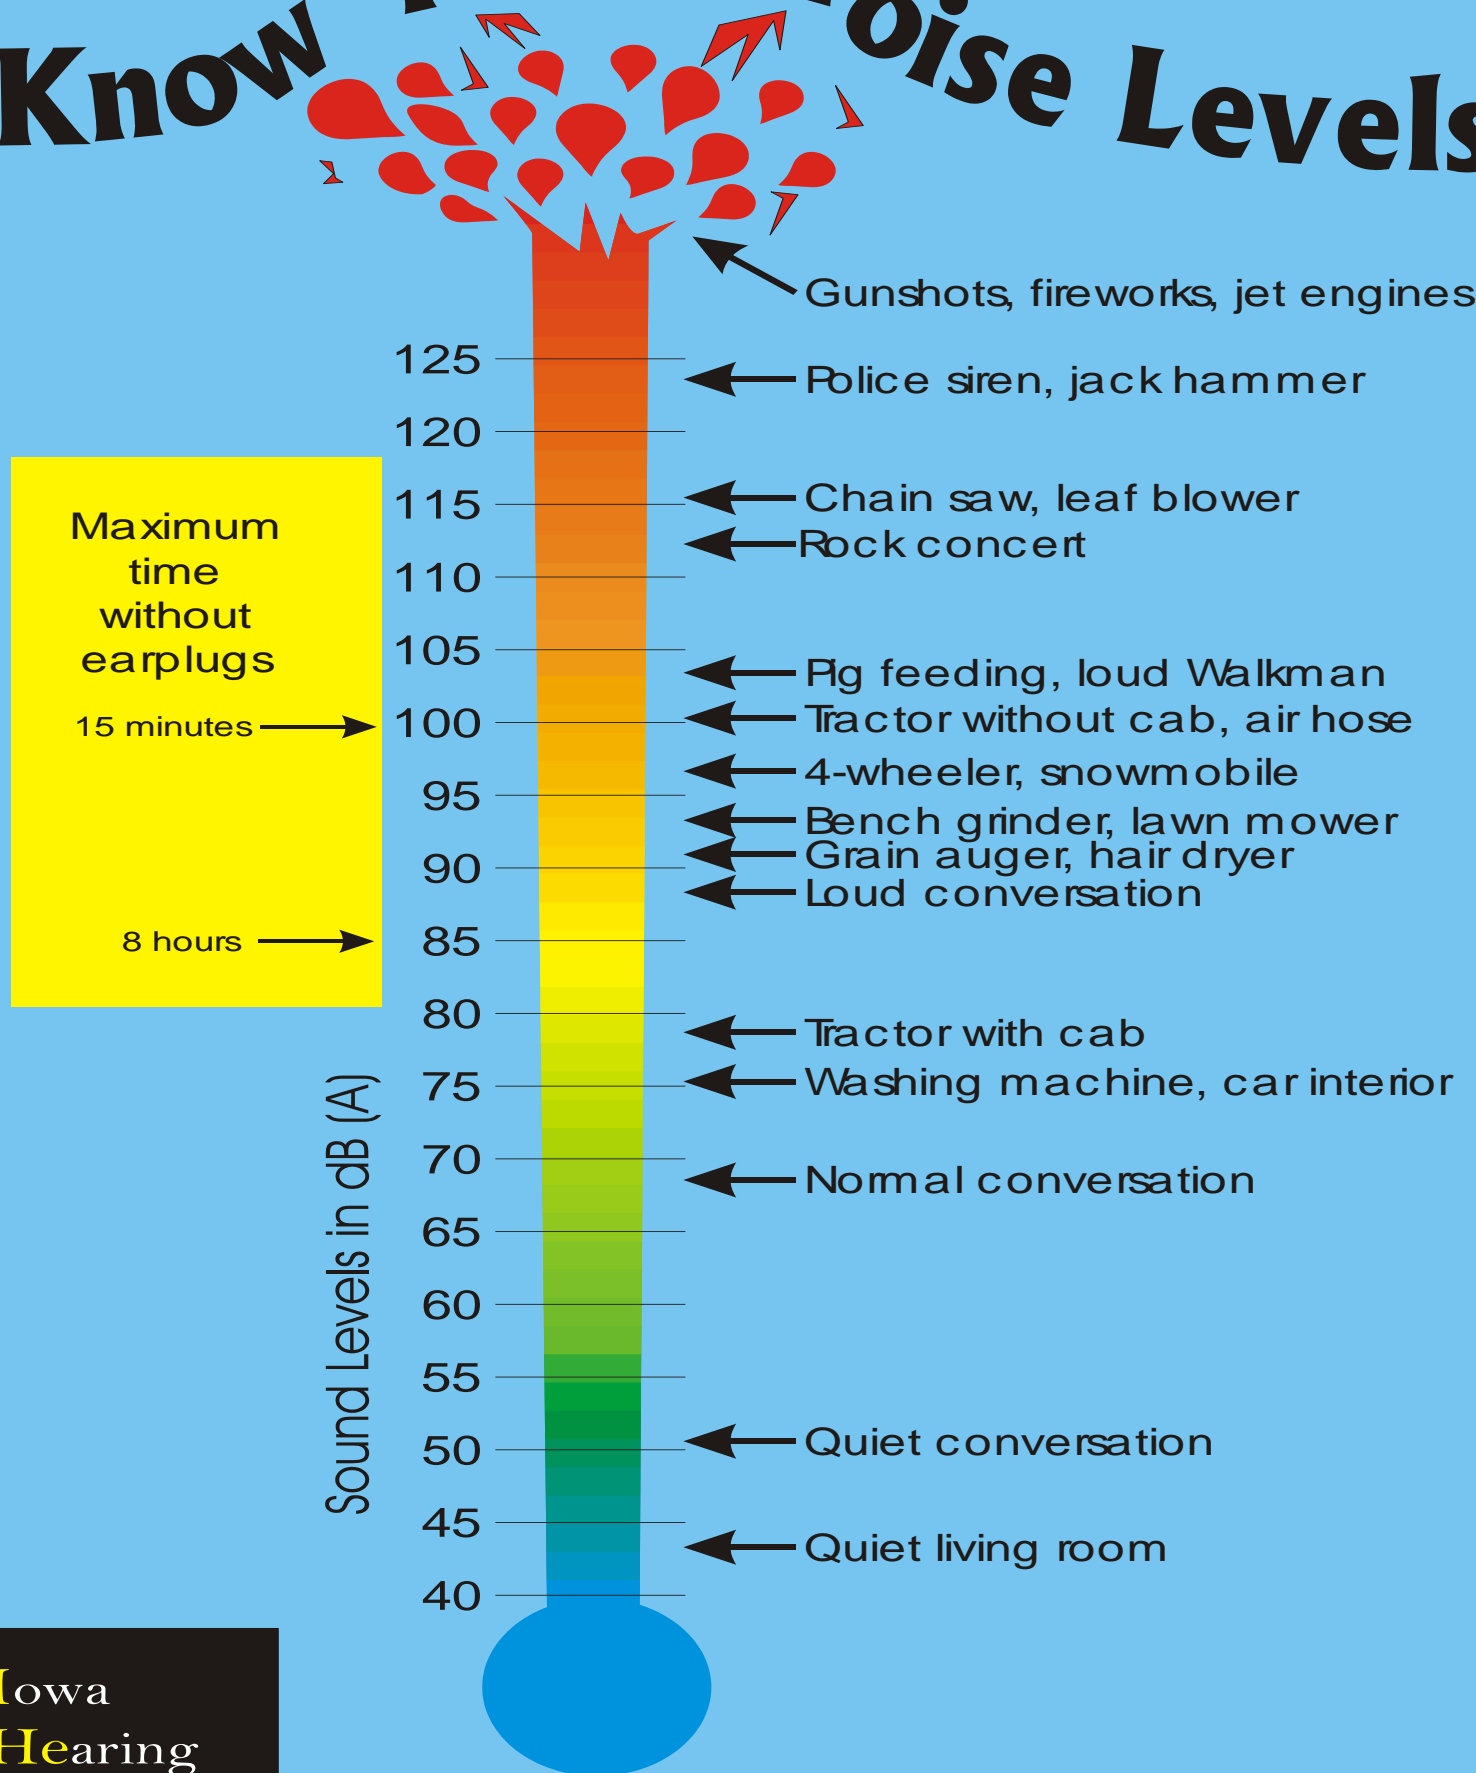 Know
oise Levels
Gunshots, fireworks, jet engines
125
Police siren, jack hammer
120
Chain saw, leaf blower
115
Rock concert
110
105
Pig feeding, loud Walkman
100
Tractor without cab, air hose
4-wheeler, snowmobile
95
Bench grinder, lawn mower
Grain auger, hair dryer
90
Loud conversation
85
80
Tractor with cab
75
Washing machine, car interior
70
Normal conversation
65
60
55
50
Quiet conversation
45
Quiet living room
40
Maximum
time
without
earplugs
15 minutes
8 hours
Sound Levels in dB (A)
Iowa
Hearing